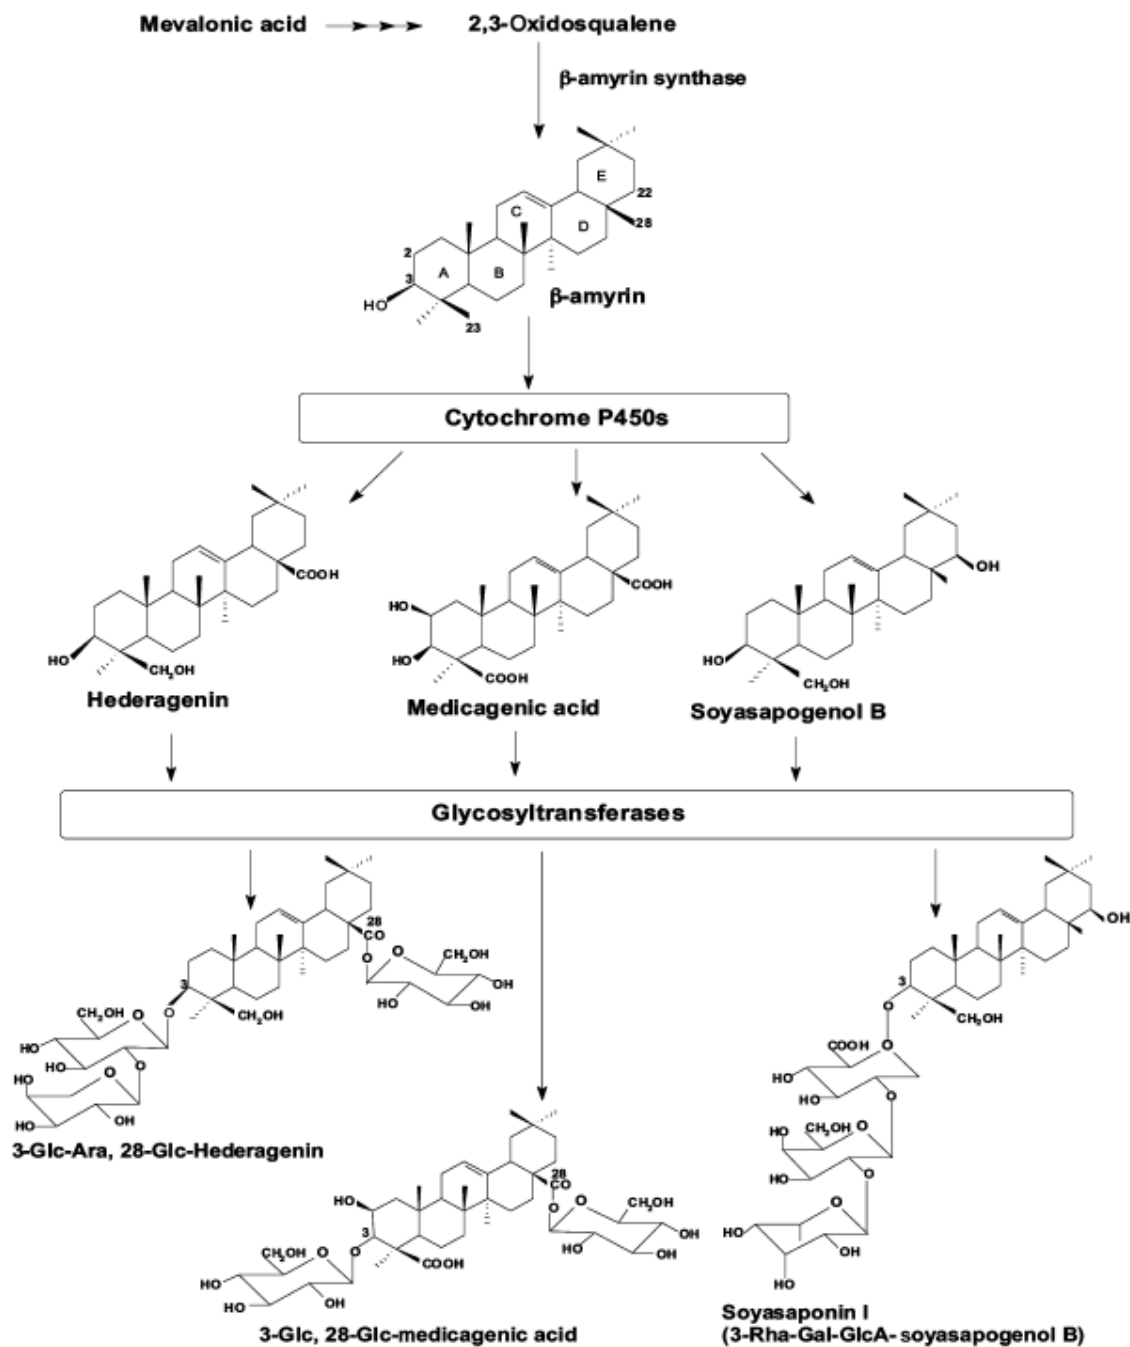 Mevalonic acid
2,3-Oxidosqualene
β-amyrin synthase
E
22
C
D
28
2
A
B
3
HO
23
β-amyrin
Cytochrome P450s
COOH
HO
CH₂OH
Hederagenin
COOH
HO
HO
COOH
Medicagenic acid
OH
HO
CH₂OH
Soyasapogenol B
Glycosyltransferases
28
CO
O
O
CH₂OH
OH
HO
HO
OH
3
O
CH₂OH
CH₂OH
O
HO
HO
O
HO
O
HO
OH
3-Glc-Ara, 28-Glc-Hederagenin
28
CO
O
O
CH₂OH
OH
HO
HO
OH
HO
3
O
COOH
CH₂OH
O
HO
HO
HO
OH
3-Glc, 28-Glc-medicagenic acid
OH
3
O
CH₂OH
COOH
O
HO
HO
O
CH₂OH
O
HO
HO
O
O
HO
OH
HO
Soyasaponin I
(3-Rha-Gal-GlcA- soyasapogenol B)